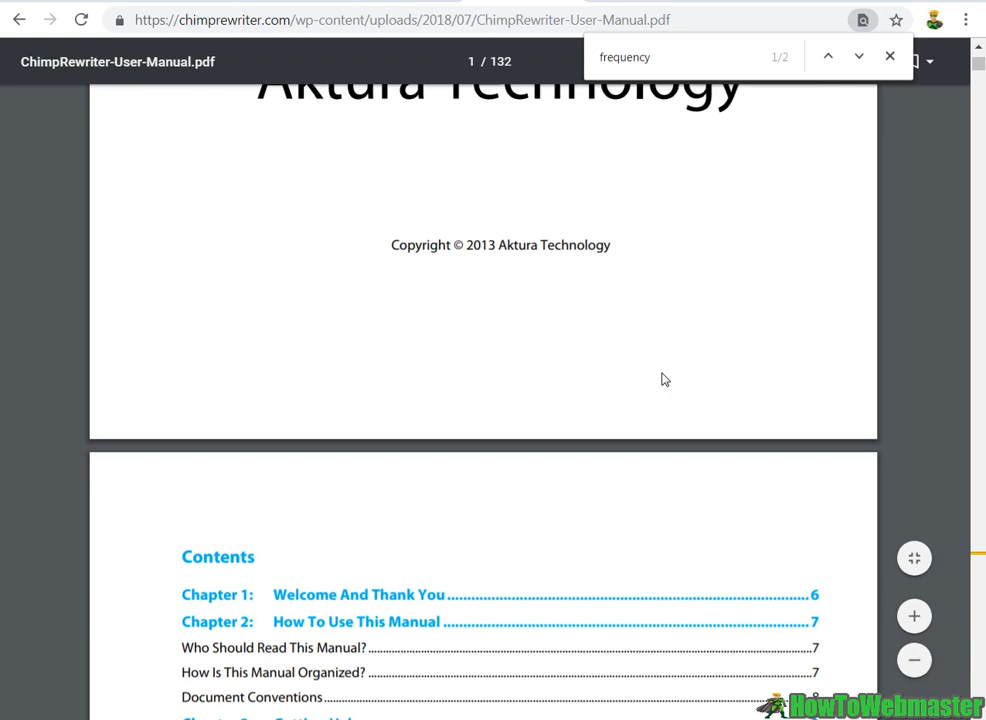 https://chimprewriter.com/wp-content/uploads/2018/07/ChimpRewriter-User-Manual.pdf
frequency 1/2
ChimpRewriter-User-Manual.pdf 1 / 132
Aktura Technology
Copyright © 2013 Aktura Technology
Contents
Chapter 1: Welcome And Thank You 6
Chapter 2: How To Use This Manual 7
Who Should Read This Manual? 7
How Is This Manual Organized? 7
Document Conventions
HowToWebmaster